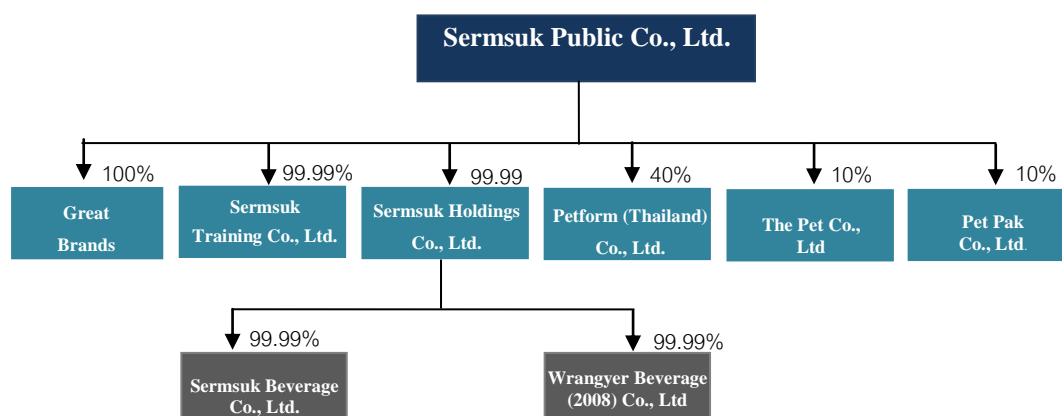 Sermsuk Public Co., Ltd.
100%
99.99%
99.99
40%
10%
10%
Great
Brands
Sermsuk
Training Co., Ltd.
Sermsuk Holdings
Co., Ltd.
Petform (Thailand)
Co., Ltd.
The Pet Co.,
Ltd
Pet Pak
Co., Ltd.
99.99%
99.99%
Sermsuk Beverage
Co., Ltd.
Wrangyer Beverage
(2008) Co., Ltd